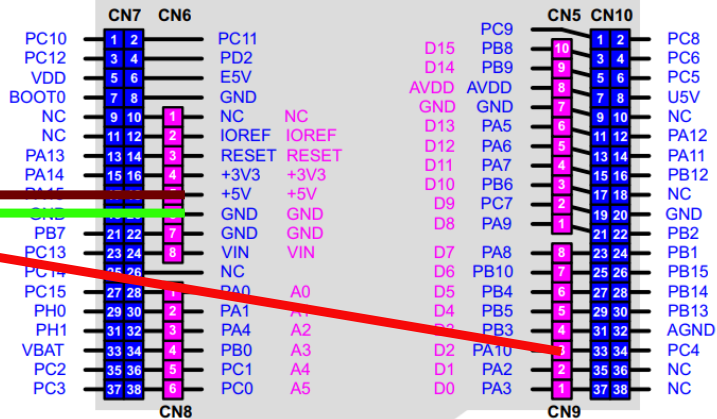 CN7 CN6 CN5 CN10
PC9
PC10 1 2 PC11 1 2 PC8
PC12 3 4 PD2 D15 PB8 10 3 4 PC6
VDD 5 6 E5V D14 PB9 9 5 6 PC5
BOOT0 7 8 GND AVDD AVDD 8 7 8 U5V
NC 9 10 1 NC NC GND GND 7 9 10 NC
NC 11 12 2 IOREF IOREF D13 PA5 6 11 12 PA12
PA13 13 14 3 RESET RESET D12 PA6 5 13 14 PA11
PA14 15 16 4 +3V3 +3V3 D11 PA7 4 15 16 PB12
PA15 +5V +5V D10 PB6 3 17 18 NC
GND GND GND D9 PC7 2 19 20 GND
PB7 21 22 7 GND GND D8 PA9 1 21 22 PB2
PC13 23 24 8 VIN VIN D7 PA8 8 23 24 PB1
PC14 25 26 NC D6 PB10 7 25 26 PB15
PC15 27 28 1 PA0 A0 D5 PB4 6 27 28 PB14
PH0 29 30 2 PA1 D4 PB5 5 29 30 PB13
PH1 31 32 3 PA4 A2 D3 PB3 4 31 32 AGND
VBAT 33 34 4 PB0 A3 D2 PA10 33 34 PC4
PC2 35 36 5 PC1 A4 D1 PA2 2 35 36 NC
PC3 37 38 6 PC0 A5 D0 PA3 1 37 38 NC
CN8 CN9